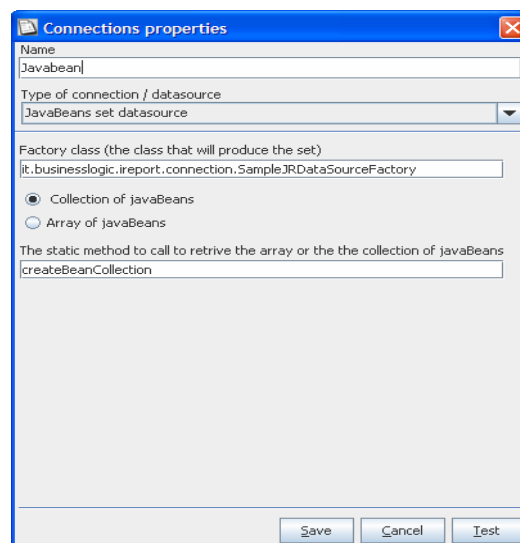 Connections properties
Name
Javabean
Type of connection / datasource
JavaBeans set datasource
Factory class (the class that will produce the set)
it.businesslogic.ireport.connection.SampleJRDataSourceFactory
Collection of javaBeans
Array of javaBeans
The static method to call to retrive the array or the the collection of javaBeans
createBeanCollection
Save Cancel Test